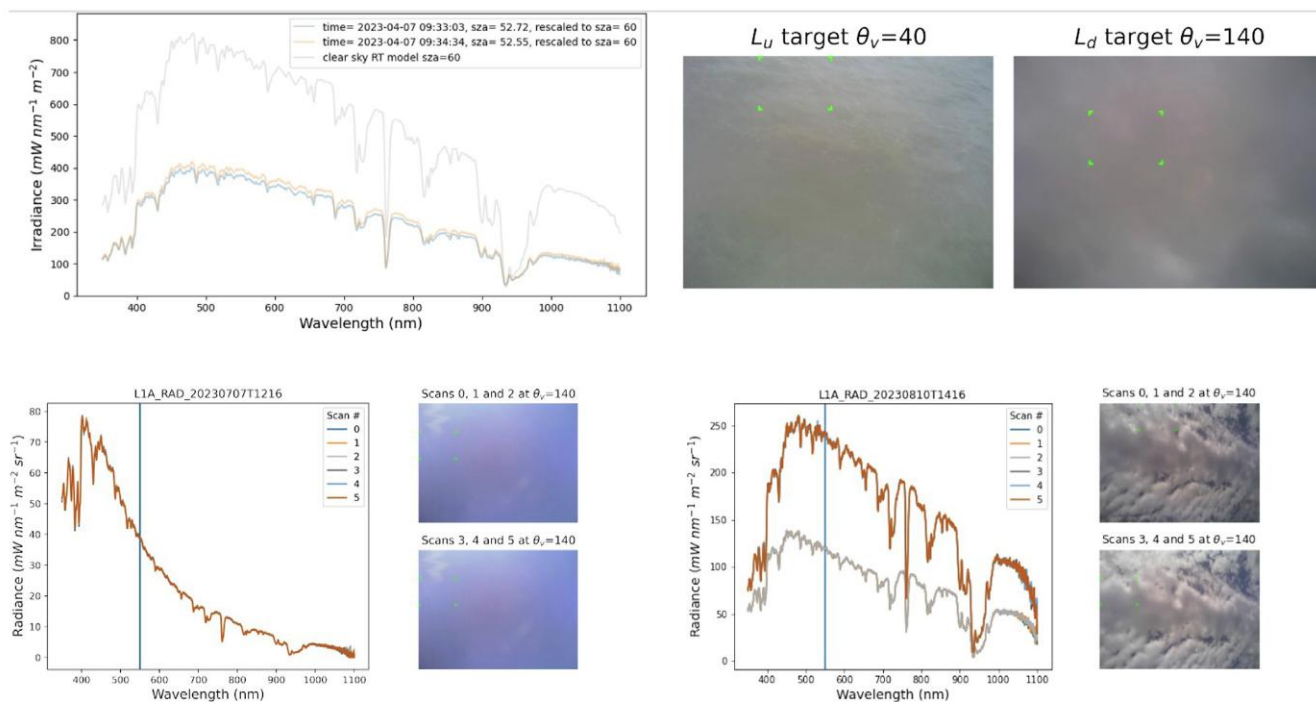 time= 2023-04-07 09:33:03, sza= 52.72, rescaled to sza= 60
time= 2023-04-07 09:34:34, sza= 52.55, rescaled to sza= 60
clear sky RT model sza=60
Irradiance (mW nm⁻¹ m⁻²)
800
700
600
500
400
300
200
100
0
400 500 600 700 800 900 1000 1100
Wavelength (nm)
Lᵤ target θᵥ=40
L_d target θᵥ=140
L1A_RAD_20230707T1216
Radiance (mW nm⁻¹ m⁻² sr⁻¹)
80
70
60
50
40
30
20
10
0
Scan #
0
1
2
3
4
5
400 500 600 700 800 900 1000 1100
Wavelength (nm)
Scans 0, 1 and 2 at θᵥ=140
Scans 3, 4 and 5 at θᵥ=140
L1A_RAD_20230810T1416
Radiance (mW nm⁻¹ m⁻² sr⁻¹)
250
200
150
100
50
0
Scan #
0
1
2
3
4
5
400 500 600 700 800 900 1000 1100
Wavelength (nm)
Scans 0, 1 and 2 at θᵥ=140
Scans 3, 4 and 5 at θᵥ=140